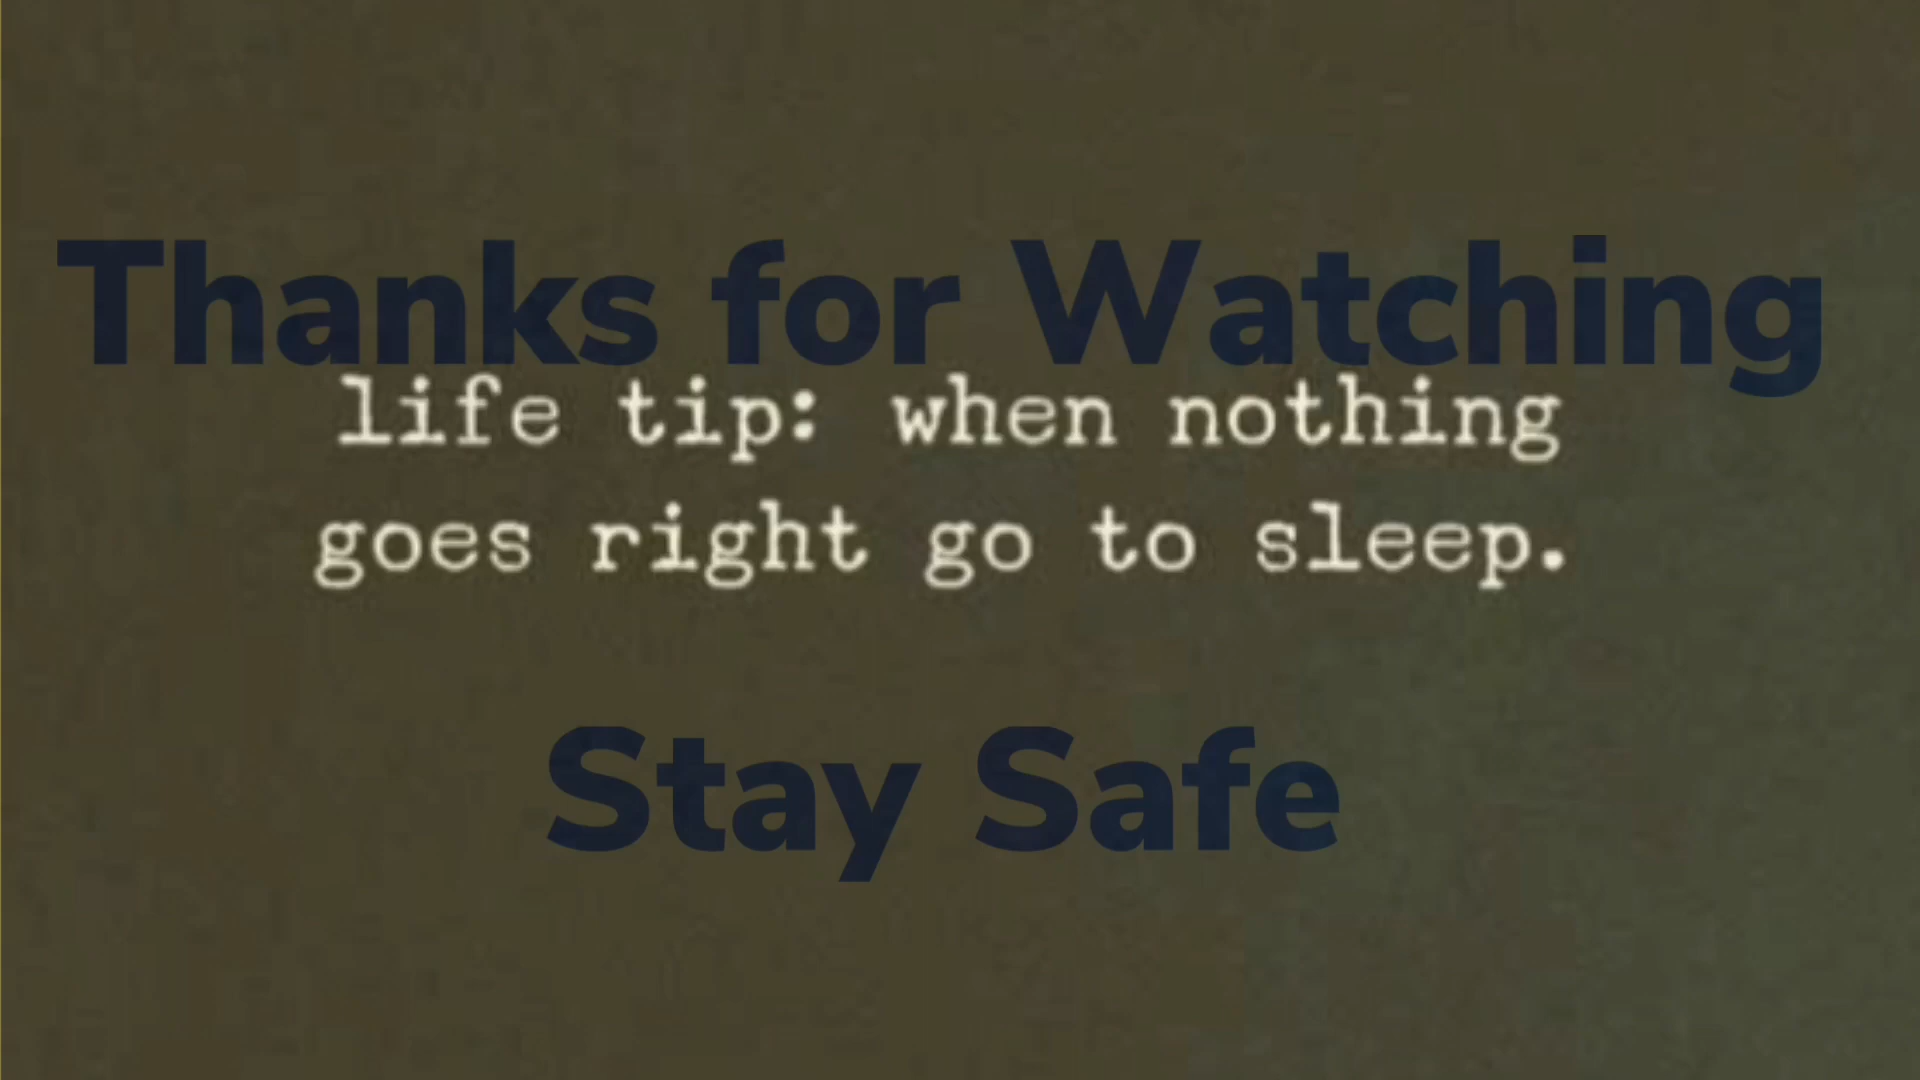 Thanks for Watching
life tip: when nothing
goes right go to sleep.
Stay Safe